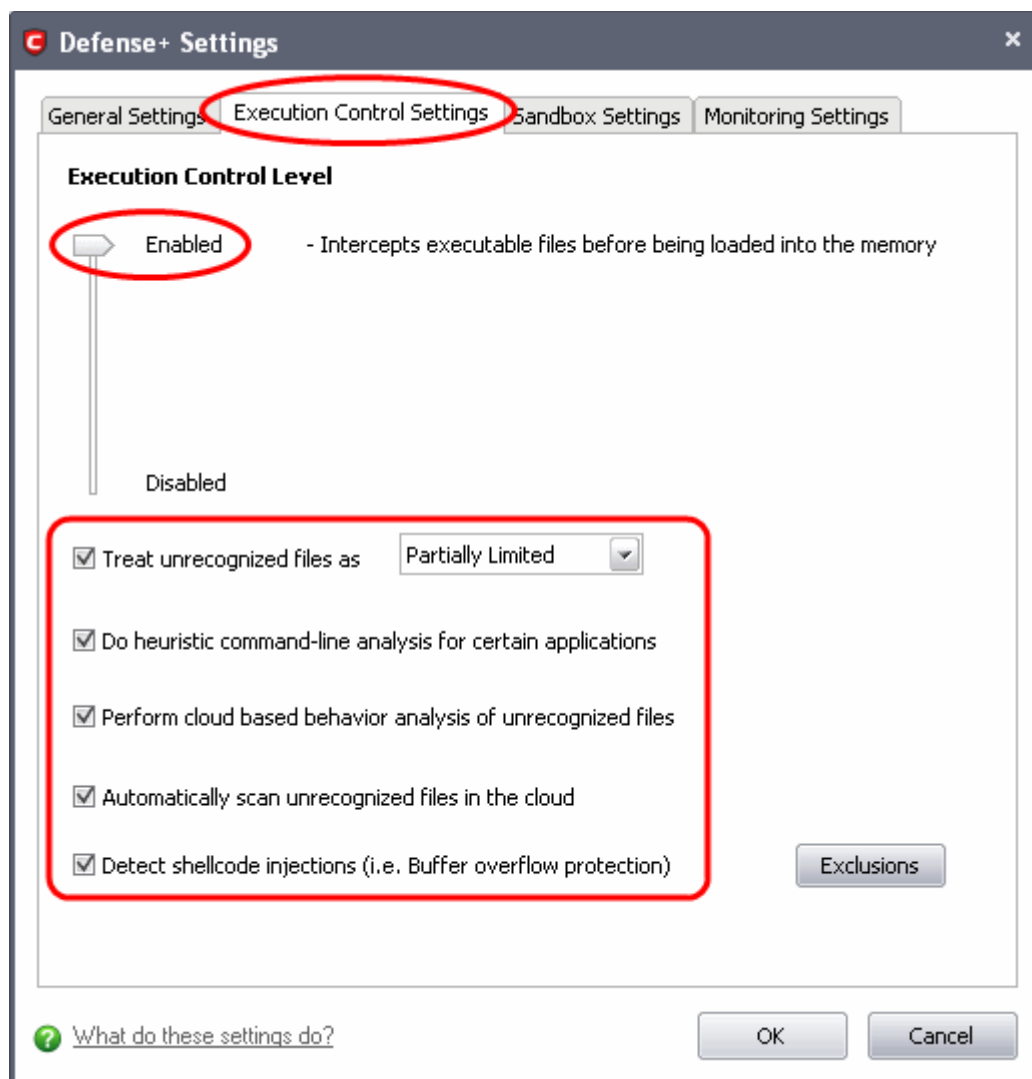 Defense+ Settings
General Settings
Execution Control Settings
Sandbox Settings
Monitoring Settings
Execution Control Level
Enabled
- Intercepts executable files before being loaded into the memory
Disabled
Treat unrecognized files as
Partially Limited
Do heuristic command-line analysis for certain applications
Perform cloud based behavior analysis of unrecognized files
Automatically scan unrecognized files in the cloud
Detect shellcode injections (i.e. Buffer overflow protection)
Exclusions
What do these settings do?
OK
Cancel